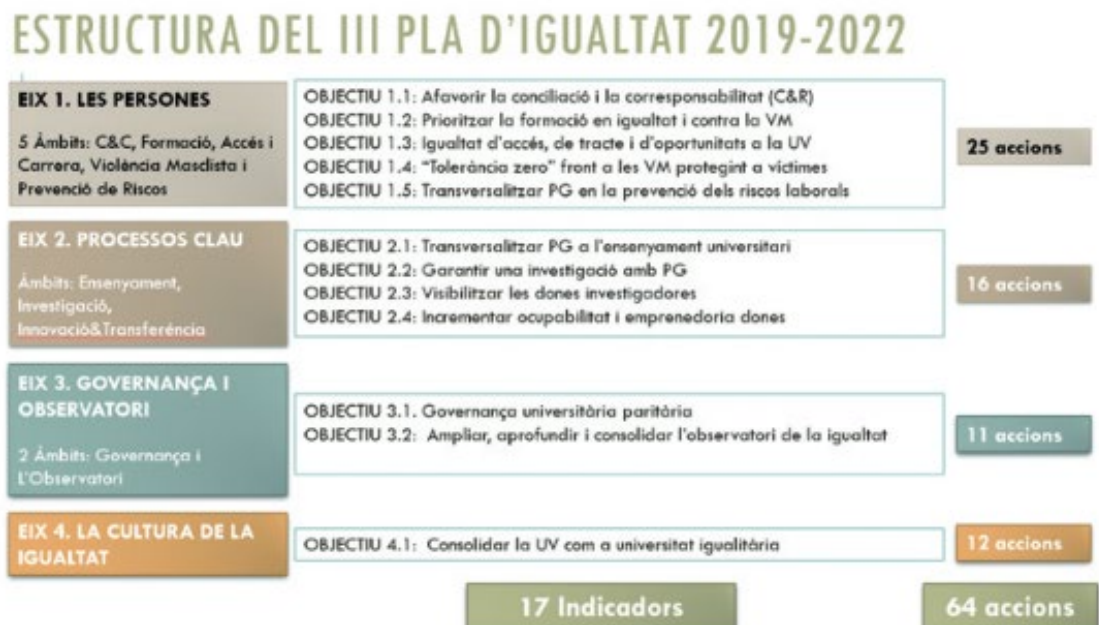 ESTRUCTURA DEL III PLA D'IGUALTAT 2019-2022
EIX 1. LES PERSONES
5 Àmbits: C&C, Formació, Accés i
Carrera, Violència Masclista i
Prevenció de Riscos
OBJECTIU 1.1: Afavorir la conciliació i la corresponsabilitat (C&R)
OBJECTIU 1.2: Prioritzar la formació en igualtat i contra la VM
OBJECTIU 1.3: Igualtat d'accés, de tracte i d'oportunitats a la UV
OBJECTIU 1.4: "Tolerància zero" front a les VM protegint a víctimes
OBJECTIU 1.5: Transversalitzar PG en la prevenció dels riscos laborals
25 accions
EIX 2. PROCESSOS CLAU
Àmbits: Ensenyament,
Investigació,
Innovació&Transferència
OBJECTIU 2.1: Transversalitzar PG a l'ensenyament universitari
OBJECTIU 2.2: Garantir una investigació amb PG
OBJECTIU 2.3: Visibilitzar les dones investigadores
OBJECTIU 2.4: Incrementar ocupabilitat i emprenedoria dones
16 accions
EIX 3. GOVERNANÇA I
OBSERVATORI
2 Àmbits: Governança i
L'Observatori
OBJECTIU 3.1. Governança universitària paritària
OBJECTIU 3.2: Ampliar, aprofundir i consolidar l'observatori de la igualtat
11 accions
EIX 4. LA CULTURA DE LA
IGUALTAT
OBJECTIU 4.1: Consolidar la UV com a universitat igualitària
12 accions
17 Indicadors
64 accions